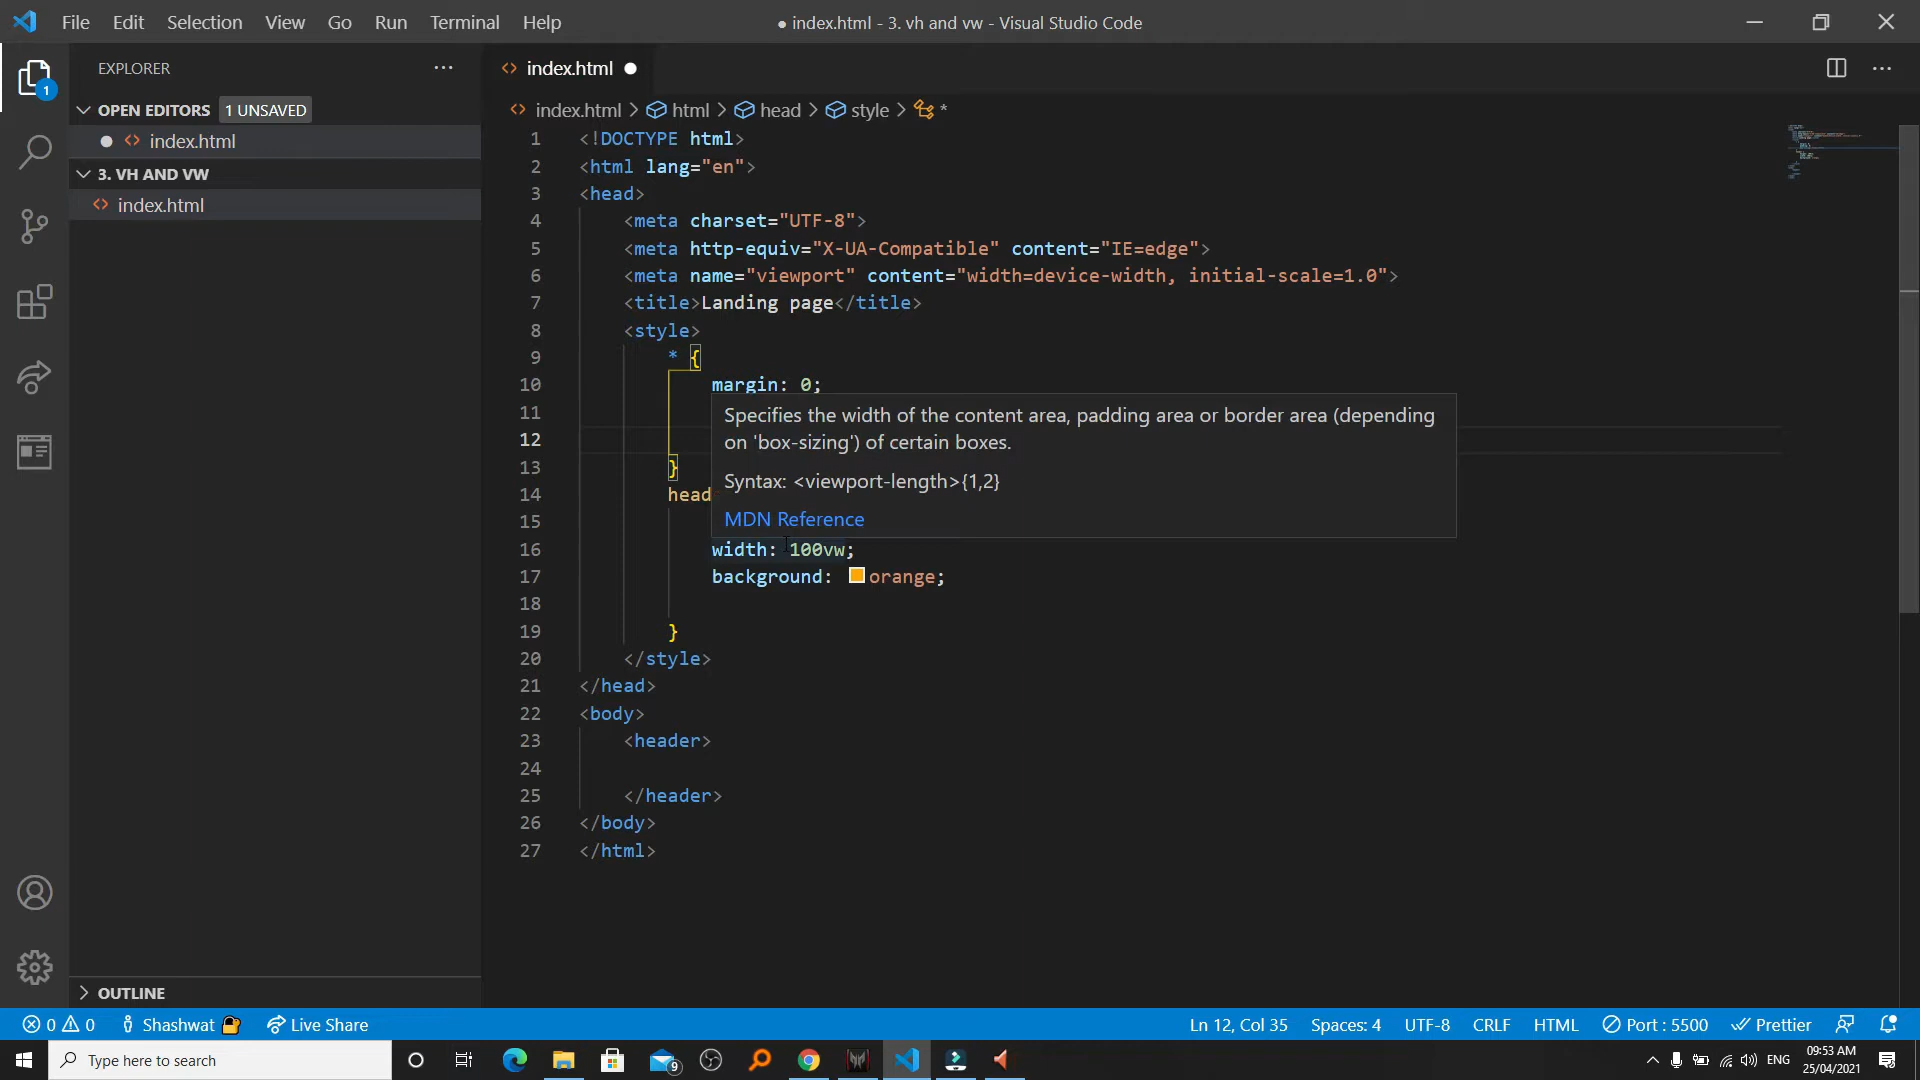 File Edit Selection View Go Run Terminal Help
● index.html - 3. vh and vw - Visual Studio Code
EXPLORER
OPEN EDITORS 1 UNSAVED
index.html
3. VH AND VW
index.html
OUTLINE
1
index.html
index.html > html > head > style > *
1 <!DOCTYPE html>
2 <html lang="en">
3 <head>
4 <meta charset="UTF-8">
5 <meta http-equiv="X-UA-Compatible" content="IE=edge">
6 <meta name="viewport" content="width=device-width, initial-scale=1.0">
7 <title>Landing page</title>
8 <style>
9 * {
10 margin: 0;
11
12
13 }
14 head
15
16 width: 100vw;
17 background: orange;
18
19 }
20 </style>
21 </head>
22 <body>
23 <header>
24
25 </header>
26 </body>
27 </html>
Specifies the width of the content area, padding area or border area (depending
on 'box-sizing') of certain boxes.
Syntax: <viewport-length>{1,2}
MDN Reference
0 0 Shashwat Live Share
Ln 12, Col 35 Spaces: 4 UTF-8 CRLF HTML Port : 5500 Prettier
Type here to search
9
ENG
09:53 AM
25/04/2021